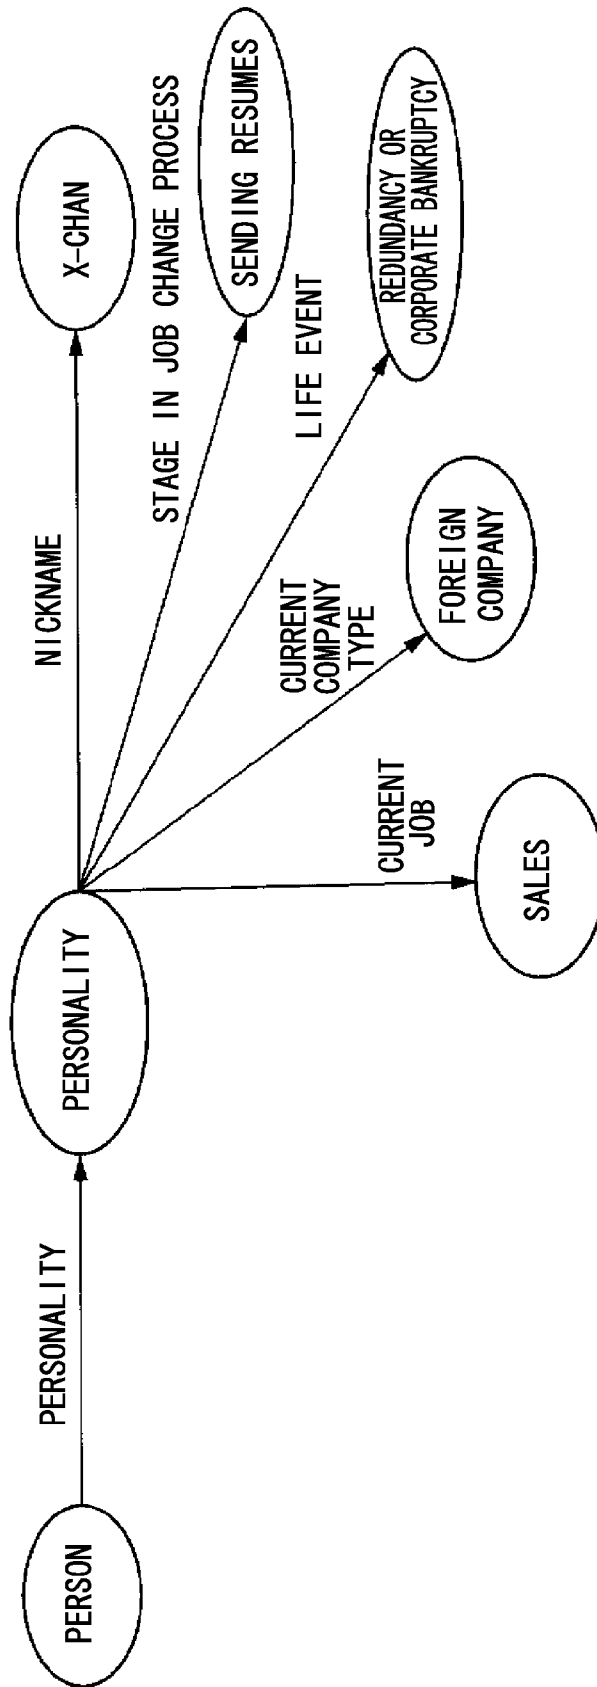 PERSON
PERSONALITY
PERSONALITY
NICKNAME
X-CHAN
STAGE IN JOB CHANGE PROCESS
SENDING RESUMES
LIFE EVENT
REDUNDANCY OR
CORPORATE BANKRUPTCY
CURRENT
COMPANY
TYPE
FOREIGN
COMPANY
CURRENT
JOB
SALES